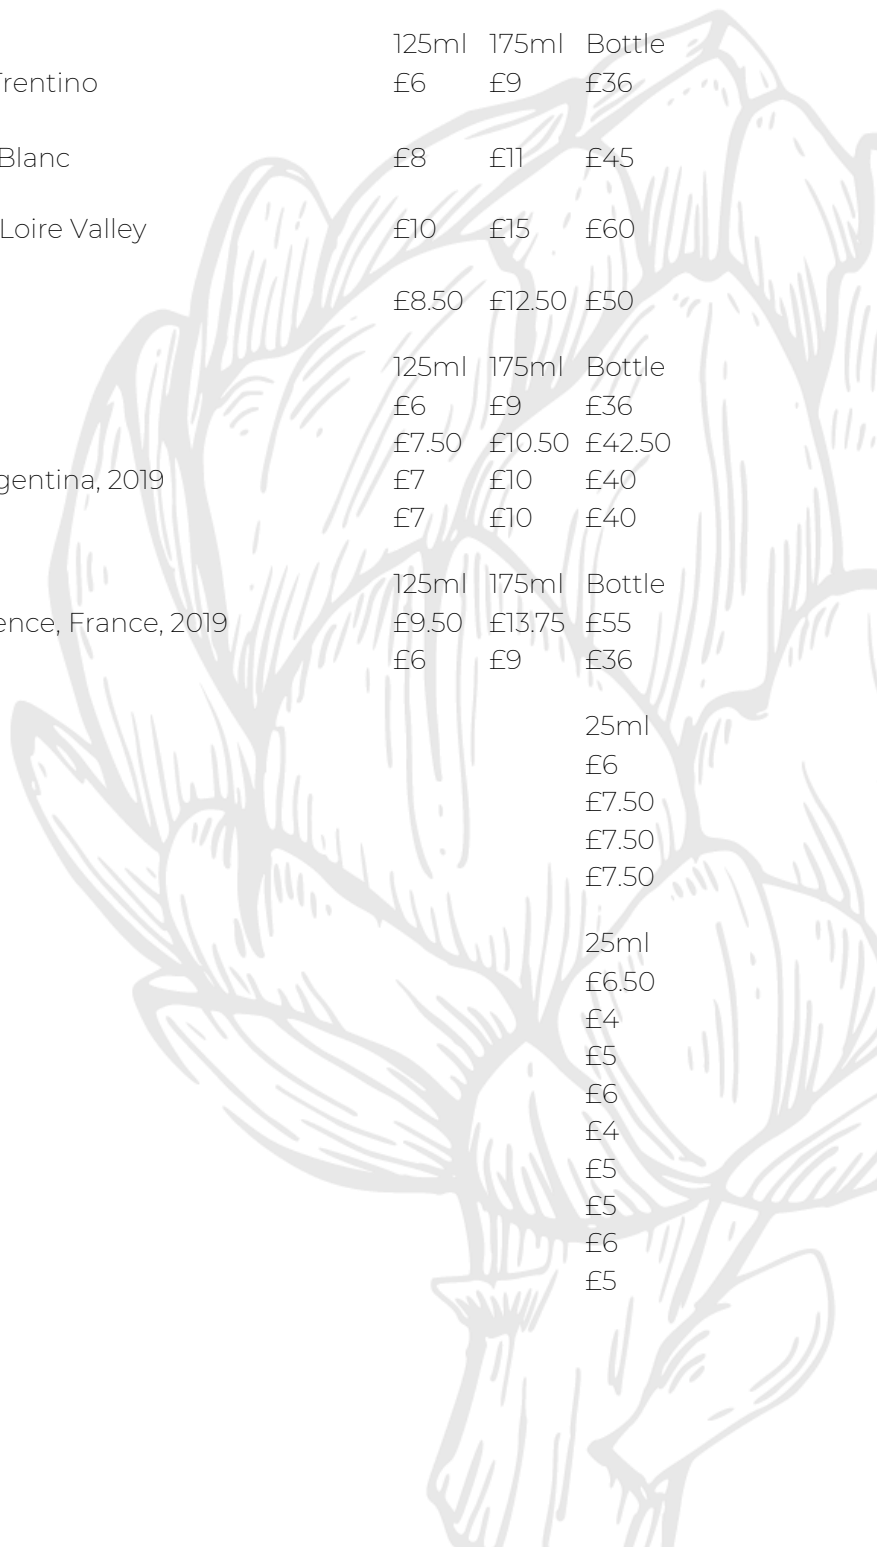 125ml 175ml Bottle
Trentino £6 £9 £36
Blanc £8 £11 £45
Loire Valley £10 £15 £60
£8.50 £12.50 £50
125ml 175ml Bottle
£6 £9 £36
£7.50 £10.50 £42.50
gentina, 2019 £7 £10 £40
£7 £10 £40
125ml 175ml Bottle
ence, France, 2019 £9.50 £13.75 £55
£6 £9 £36
25ml
£6
£7.50
£7.50
£7.50
25ml
£6.50
£4
£5
£6
£4
£5
£5
£6
£5